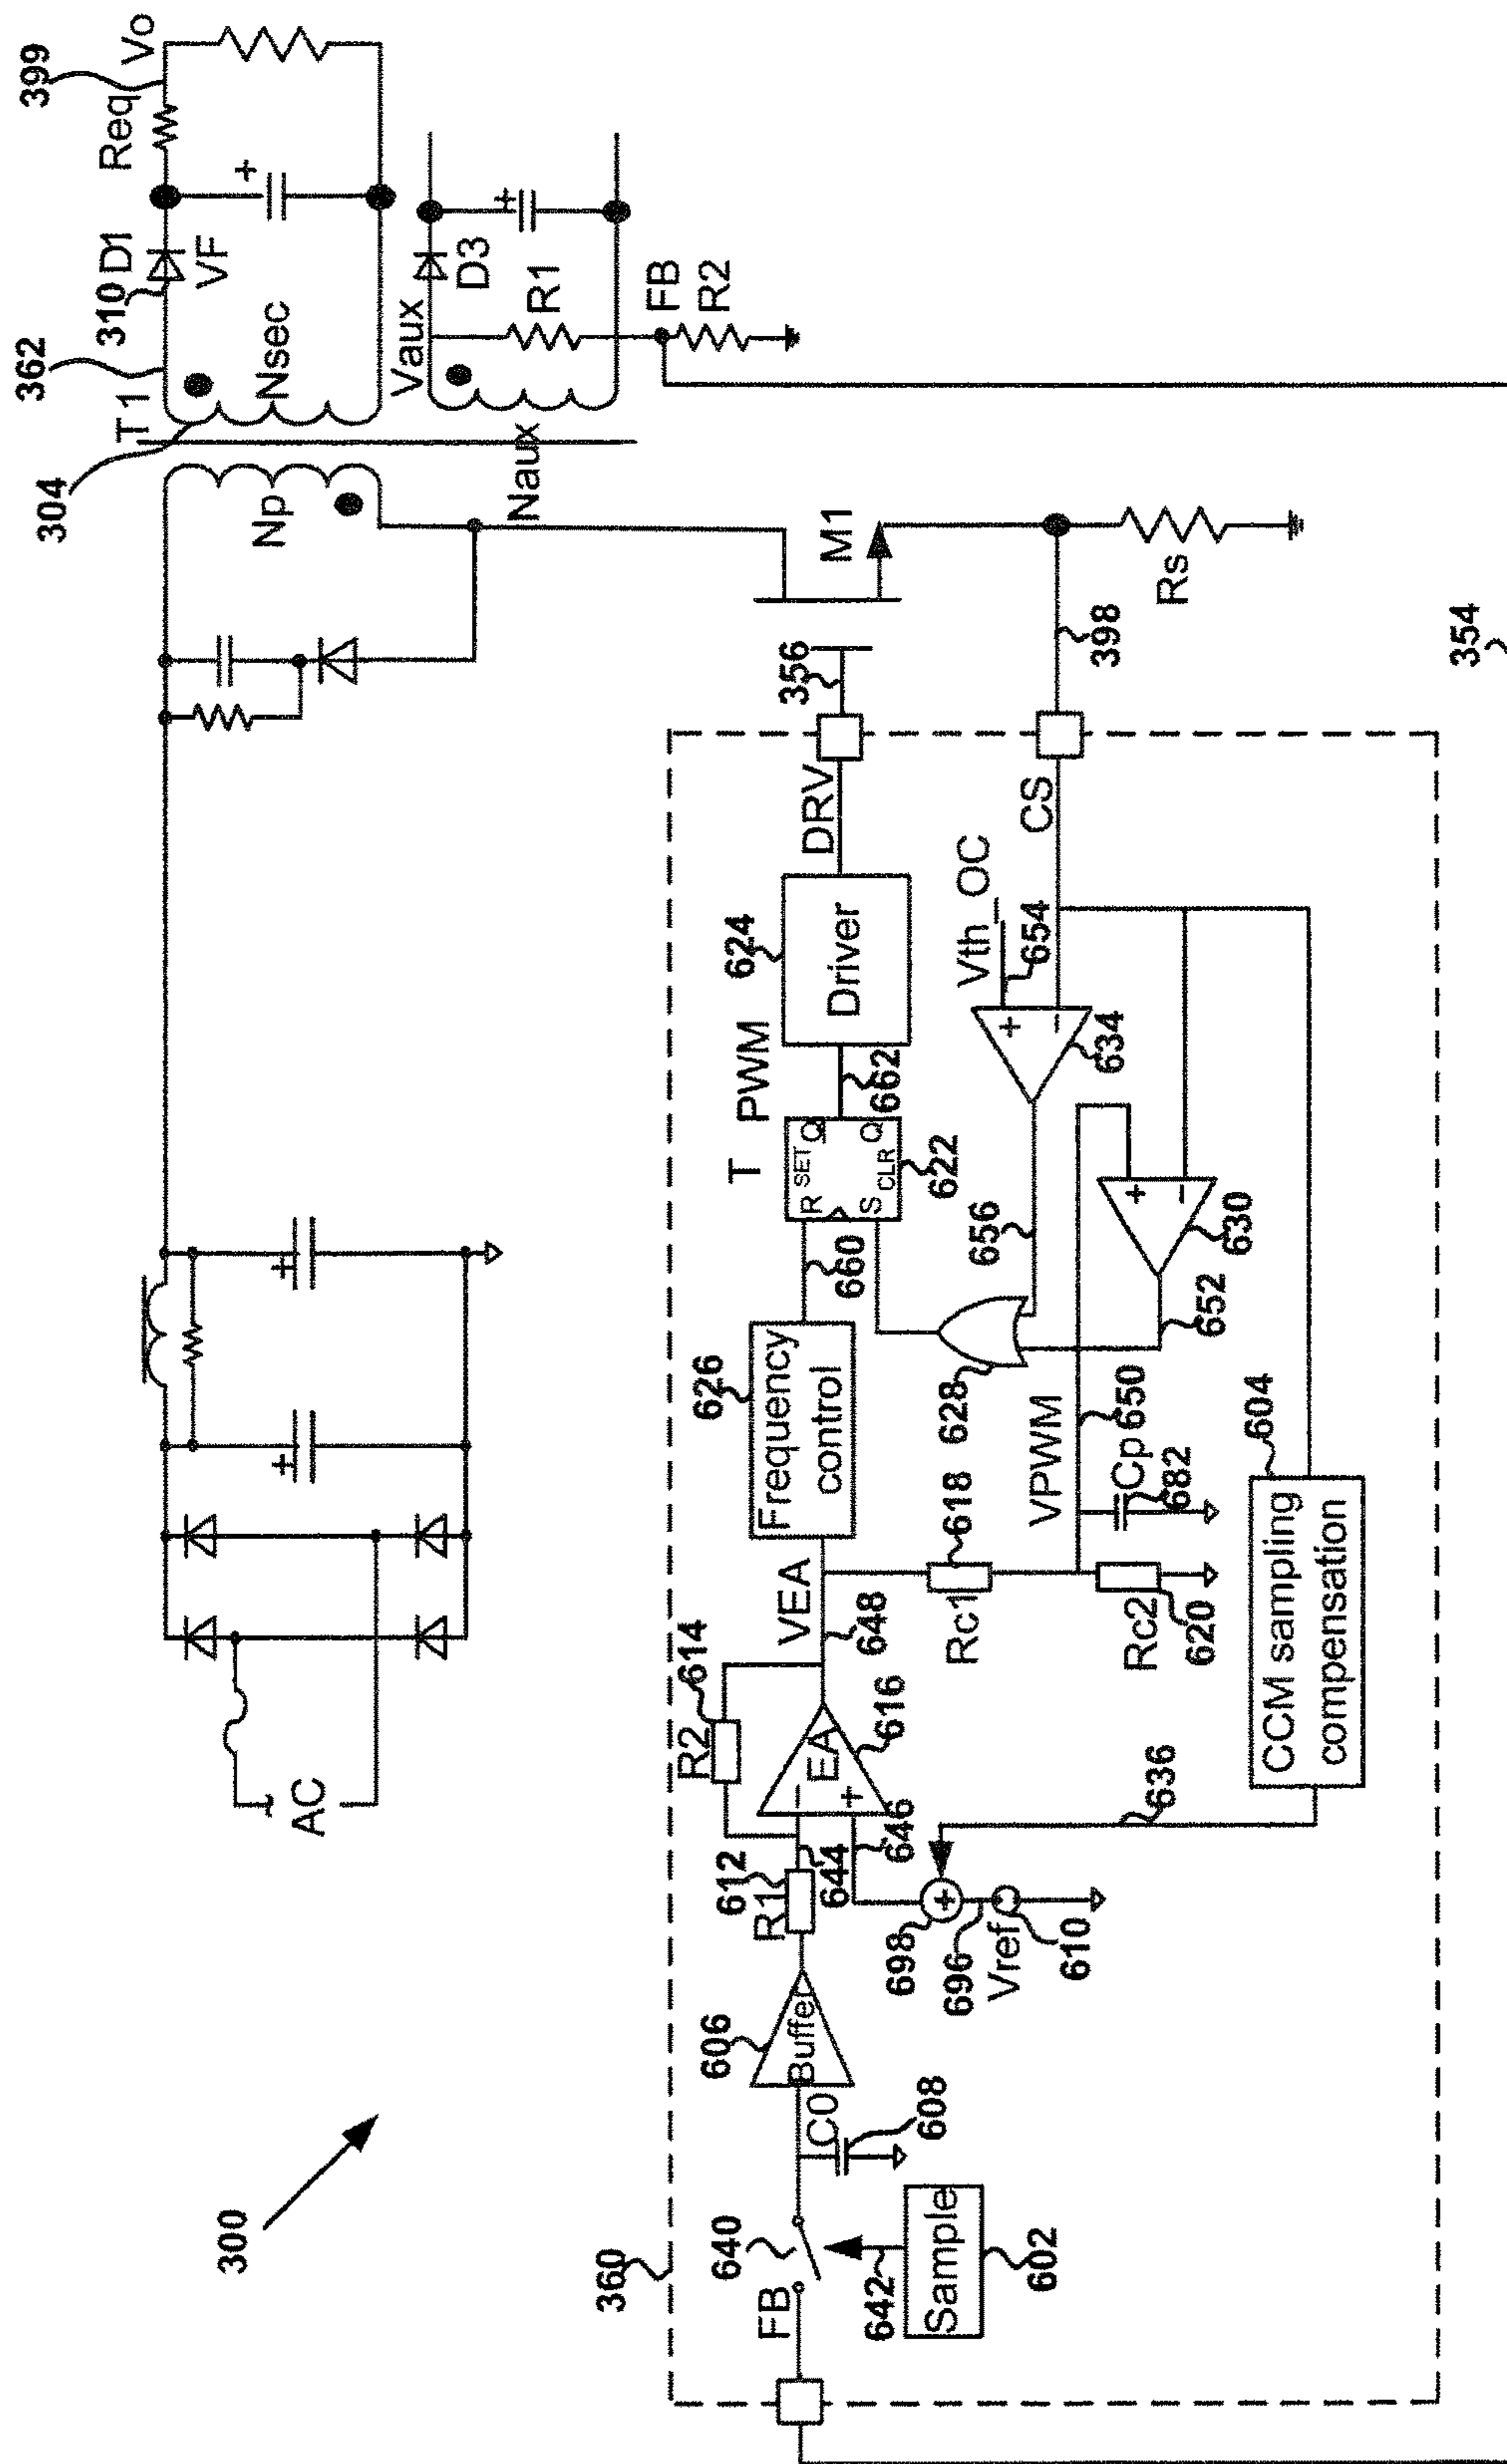 300
AC
T1
304
Np
Nsec
362
310
D1
VF
Req
399
Vo
Vaux
Naux
D3
R1
FB
R2
M1
Rs
398
354
356
360
FB
640
642
Sample
602
C0
608
606
Buffer
R1
612
644
R2
614
EA
−
+
616
646
698
+
696
Vref
610
636
VEA
648
Rc1
618
Rc2
620
VPWM
650
Cp
682
Frequency
control
626
660
628
T
R
SET
Q
S
CLR
Q
622
PWM
662
Driver
624
DRV
CS
Vth_OC
654
+
−
634
656
+
−
630
652
CCM sampling
compensation
604